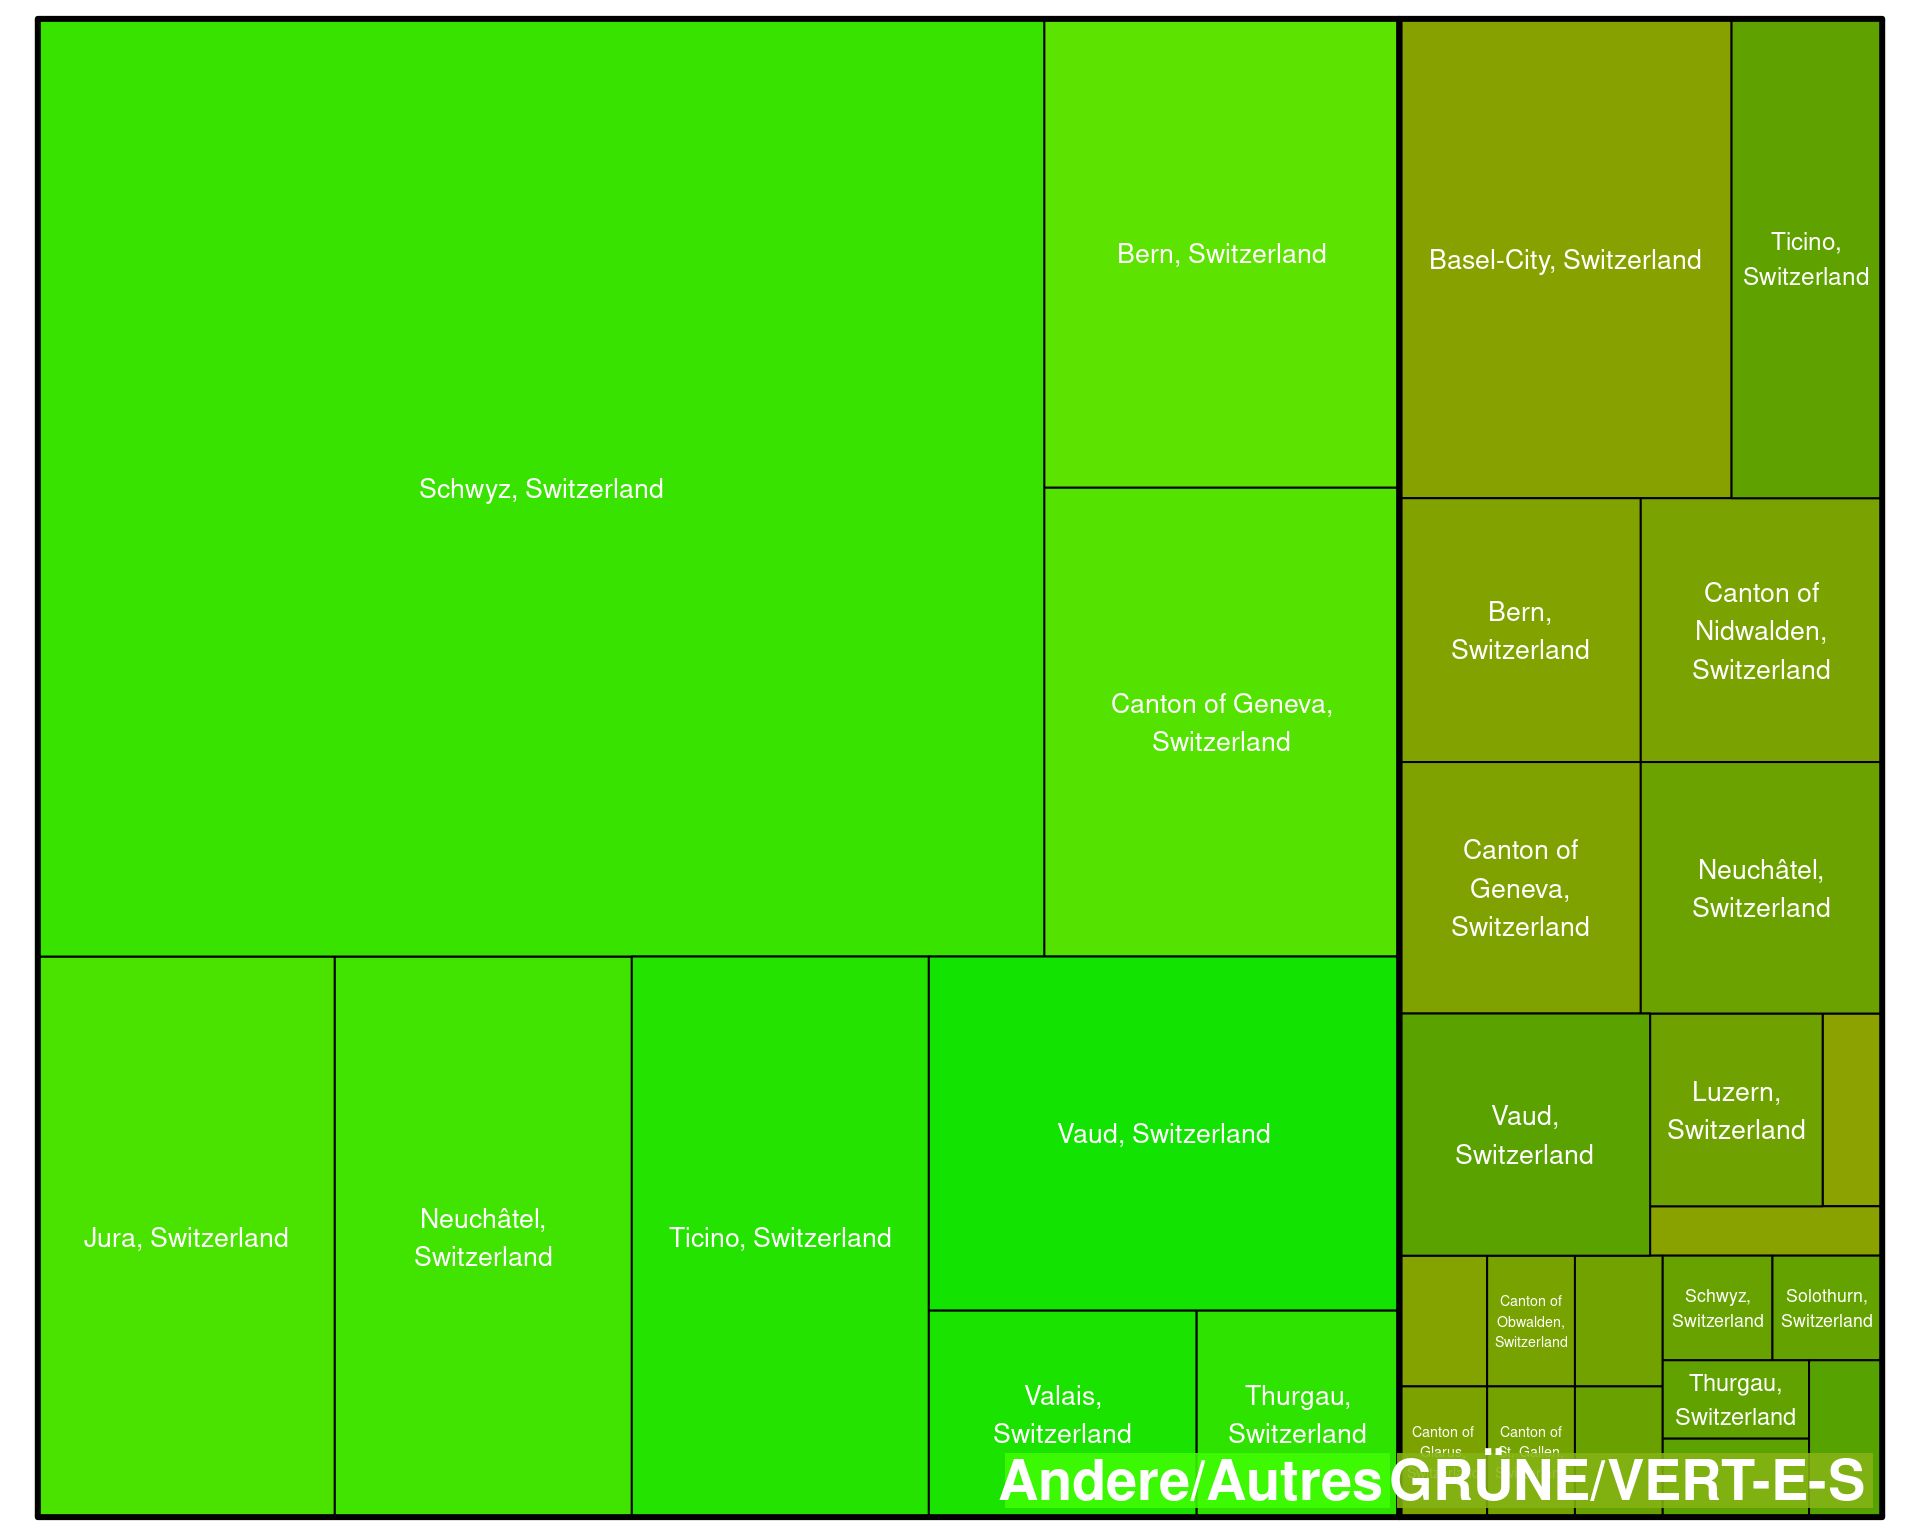 Schwyz, Switzerland
Bern, Switzerland
Canton of Geneva,
Switzerland
Jura, Switzerland
Neuchâtel,
Switzerland
Ticino, Switzerland
Vaud, Switzerland
Valais,
Switzerland
Thurgau,
Switzerland
Andere/Autres
Basel-City, Switzerland
Ticino,
Switzerland
Bern,
Switzerland
Canton of
Nidwalden,
Switzerland
Canton of
Geneva,
Switzerland
Neuchâtel,
Switzerland
Vaud,
Switzerland
Luzern,
Switzerland
Canton of
Obwalden,
Switzerland
Schwyz,
Switzerland
Solothurn,
Switzerland
Thurgau,
Switzerland
Canton of
Glarus,
Canton of
St. Gallen,
GRÜNE/VERT-E-S